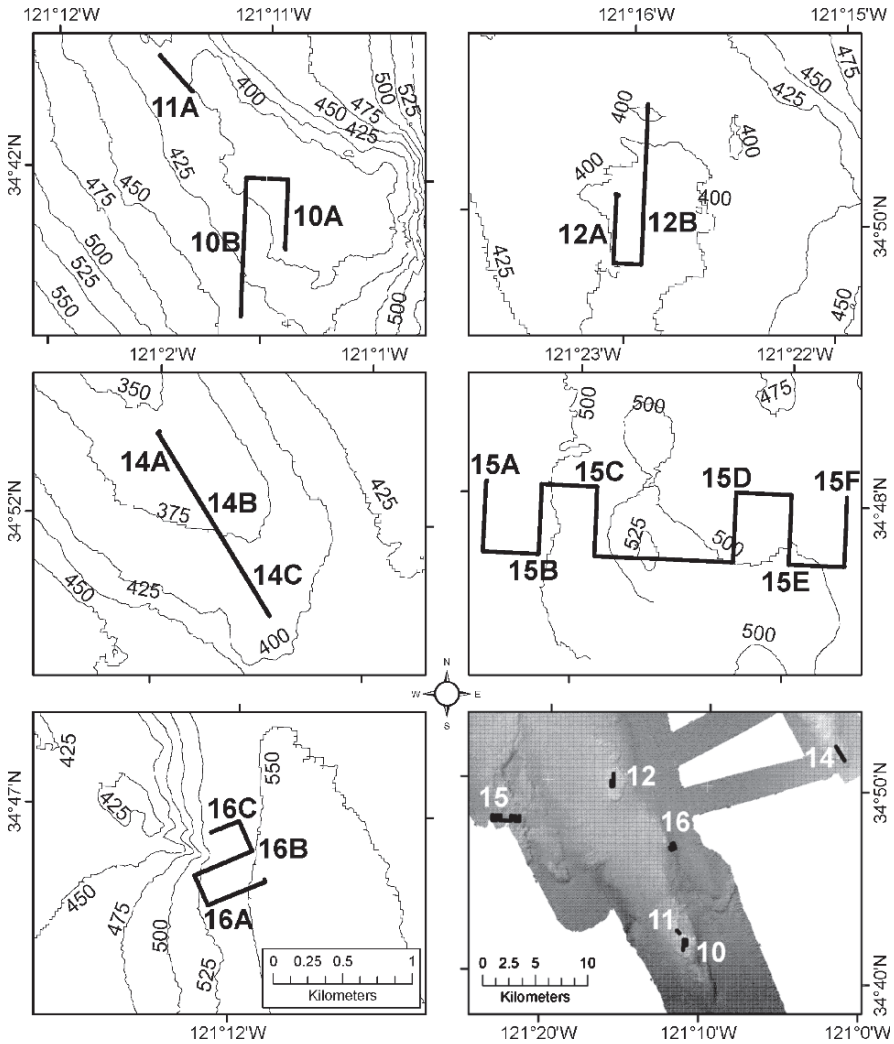 121°12'W 121°11'W 121°16'W 121°15'W
34°42'N
11A
400
450
475
425
500
525
425
450
475
500
525
550
10A
10B
500
400
400
400
400
475
450
425
12A
12B
425
450
34°50'N
121°2'W 121°1'W 121°23'W 121°22'W
350
34°52'N
14A
14B
375
14C
425
425
450
400
500
500
475
15A
15C
15D
15F
525
500
15B
15E
500
34°48'N
N
W E
S
425
34°47'N
425
550
16C
16B
450
475
16A
500
525
0 0.25 0.5 1
Kilometers
121°12'W
12
14
15
16
11
10
0 2.5 5 10
Kilometers
34°50'N
34°40'N
121°20'W 121°10'W 121°0'W